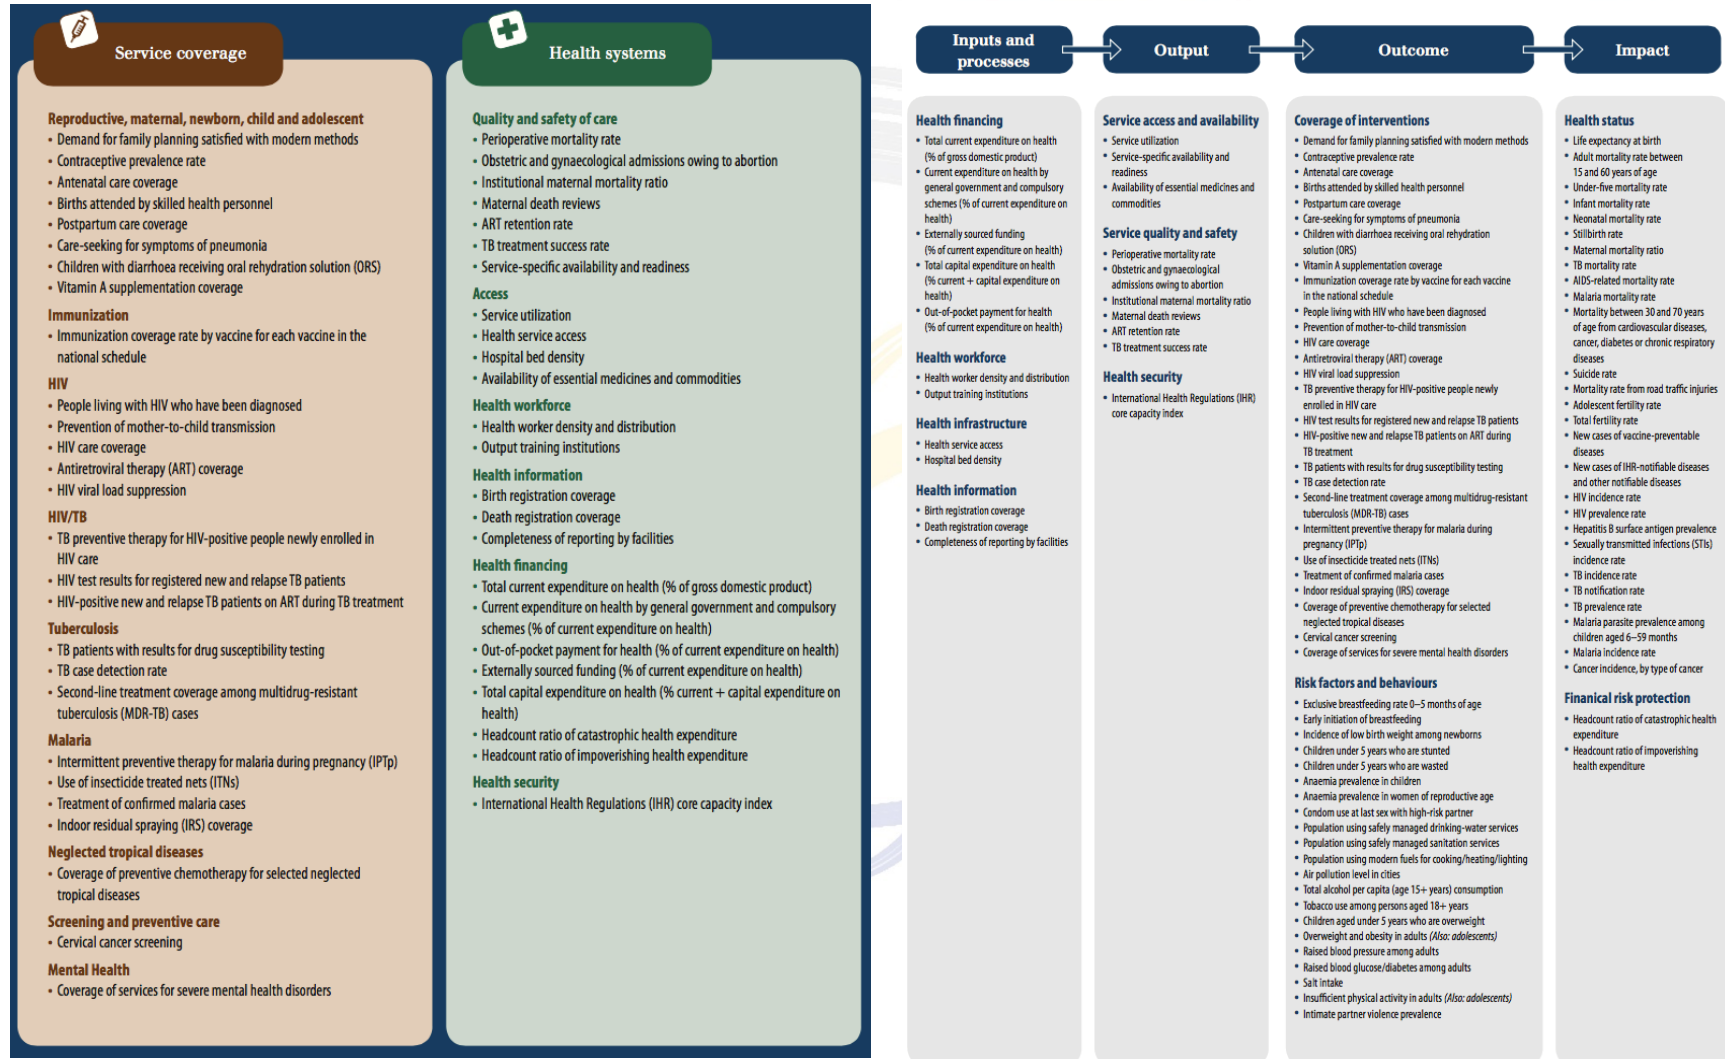 Service coverage
Reproductive, maternal, newborn, child and adolescent
• Demand for family planning satisfied with modern methods
• Contraceptive prevalence rate
• Antenatal care coverage
• Births attended by skilled health personnel
• Postpartum care coverage
• Care-seeking for symptoms of pneumonia
• Children with diarrhoea receiving oral rehydration solution (ORS)
• Vitamin A supplementation coverage
Immunization
• Immunization coverage rate by vaccine for each vaccine in the
national schedule
HIV
• People living with HIV who have been diagnosed
• Prevention of mother-to-child transmission
• HIV care coverage
• Antiretroviral therapy (ART) coverage
• HIV viral load suppression
HIV/TB
• TB preventive therapy for HIV-positive people newly enrolled in
HIV care
• HIV test results for registered new and relapse TB patients
• HIV-positive new and relapse TB patients on ART during TB treatment
Tuberculosis
• TB patients with results for drug susceptibility testing
• TB case detection rate
• Second-line treatment coverage among multidrug-resistant
tuberculosis (MDR-TB) cases
Malaria
• Intermittent preventive therapy for malaria during pregnancy (IPTp)
• Use of insecticide treated nets (ITNs)
• Treatment of confirmed malaria cases
• Indoor residual spraying (IRS) coverage
Neglected tropical diseases
• Coverage of preventive chemotherapy for selected neglected
tropical diseases
Screening and preventive care
• Cervical cancer screening
Mental Health
• Coverage of services for severe mental health disorders
Health systems
Quality and safety of care
• Perioperative mortality rate
• Obstetric and gynaecological admissions owing to abortion
• Institutional maternal mortality ratio
• Maternal death reviews
• ART retention rate
• TB treatment success rate
• Service-specific availability and readiness
Access
• Service utilization
• Health service access
• Hospital bed density
• Availability of essential medicines and commodities
Health workforce
• Health worker density and distribution
• Output training institutions
Health information
• Birth registration coverage
• Death registration coverage
• Completeness of reporting by facilities
Health financing
• Total current expenditure on health (% of gross domestic product)
• Current expenditure on health by general government and compulsory
schemes (% of current expenditure on health)
• Out-of-pocket payment for health (% of current expenditure on health)
• Externally sourced funding (% of current expenditure on health)
• Total capital expenditure on health (% current + capital expenditure on
health)
• Headcount ratio of catastrophic health expenditure
• Headcount ratio of impoverishing health expenditure
Health security
• International Health Regulations (IHR) core capacity index
Inputs and
processes
Health financing
• Total current expenditure on health
(% of gross domestic product)
• Current expenditure on health by
general government and compulsory
schemes (% of current expenditure on
health)
• Externally sourced funding
(% of current expenditure on health)
• Total capital expenditure on health
(% current + capital expenditure on
health)
• Out-of-pocket payment for health
(% of current expenditure on health)
Health workforce
• Health worker density and distribution
• Output training institutions
Health infrastructure
• Health service access
• Hospital bed density
Health information
• Birth registration coverage
• Death registration coverage
• Completeness of reporting by facilities
Output
Service access and availability
• Service utilization
• Service-specific availability and
readiness
• Availability of essential medicines and
commodities
Service quality and safety
• Perioperative mortality rate
• Obstetric and gynaecological
admissions owing to abortion
• Institutional maternal mortality ratio
• Maternal death reviews
• ART retention rate
• TB treatment success rate
Health security
• International Health Regulations (IHR)
core capacity index
Outcome
Coverage of interventions
• Demand for family planning satisfied with modern methods
• Contraceptive prevalence rate
• Antenatal care coverage
• Births attended by skilled health personnel
• Postpartum care coverage
• Care-seeking for symptoms of pneumonia
• Children with diarrhoea receiving oral rehydration
solution (ORS)
• Vitamin A supplementation coverage
• Immunization coverage rate by vaccine for each vaccine
in the national schedule
• People living with HIV who have been diagnosed
• Prevention of mother-to-child transmission
• HIV care coverage
• Antiretroviral therapy (ART) coverage
• HIV viral load suppression
• TB preventive therapy for HIV-positive people newly
enrolled in HIV care
• HIV test results for registered new and relapse TB patients
• HIV-positive new and relapse TB patients on ART during
TB treatment
• TB patients with results for drug susceptibility testing
• TB case detection rate
• Second-line treatment coverage among multidrug-resistant
tuberculosis (MDR-TB) cases
• Intermittent preventive therapy for malaria during
pregnancy (IPTp)
• Use of insecticide treated nets (ITNs)
• Treatment of confirmed malaria cases
• Indoor residual spraying (IRS) coverage
• Coverage of preventive chemotherapy for selected
neglected tropical diseases
• Cervical cancer screening
• Coverage of services for severe mental health disorders
Risk factors and behaviours
• Exclusive breastfeeding rate 0–5 months of age
• Early initiation of breastfeeding
• Incidence of low birth weight among newborns
• Children under 5 years who are stunted
• Children under 5 years who are wasted
• Anaemia prevalence in children
• Anaemia prevalence in women of reproductive age
• Condom use at last sex with high-risk partner
• Population using safely managed drinking-water services
• Population using safely managed sanitation services
• Population using modern fuels for cooking/heating/lighting
• Air pollution level in cities
• Total alcohol per capita (age 15+ years) consumption
• Tobacco use among persons aged 18+ years
• Children aged under 5 years who are overweight
• Overweight and obesity in adults (Also: adolescents)
• Raised blood pressure among adults
• Raised blood glucose/diabetes among adults
• Salt intake
• Insufficient physical activity in adults (Also: adolescents)
• Intimate partner violence prevalence
Impact
Health status
• Life expectancy at birth
• Adult mortality rate between
15 and 60 years of age
• Under-five mortality rate
• Infant mortality rate
• Neonatal mortality rate
• Stillbirth rate
• Maternal mortality ratio
• TB mortality rate
• AIDS-related mortality rate
• Malaria mortality rate
• Mortality between 30 and 70 years
of age from cardiovascular diseases,
cancer, diabetes or chronic respiratory
diseases
• Suicide rate
• Mortality rate from road traffic injuries
• Adolescent fertility rate
• Total fertility rate
• New cases of vaccine-preventable
diseases
• New cases of IHR-notifiable diseases
and other notifiable diseases
• HIV incidence rate
• HIV prevalence rate
• Hepatitis B surface antigen prevalence
• Sexually transmitted infections (STIs)
incidence rate
• TB incidence rate
• TB notification rate
• TB prevalence rate
• Malaria parasite prevalence among
children aged 6–59 months
• Malaria incidence rate
• Cancer incidence, by type of cancer
Finanical risk protection
• Headcount ratio of catastrophic health
expenditure
• Headcount ratio of impoverishing
health expenditure